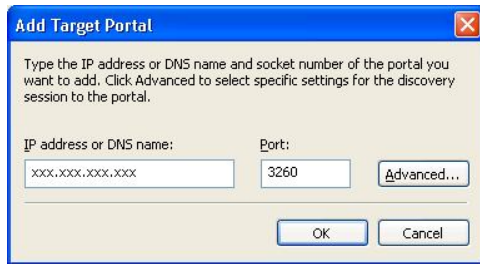 Add Target Portal
Type the IP address or DNS name and socket number of the portal you
want to add. Click Advanced to select specific settings for the discovery
session to the portal.
IP address or DNS name: Port:
xxx.xxx.xxx.xxx 3260 Advanced...
OK Cancel